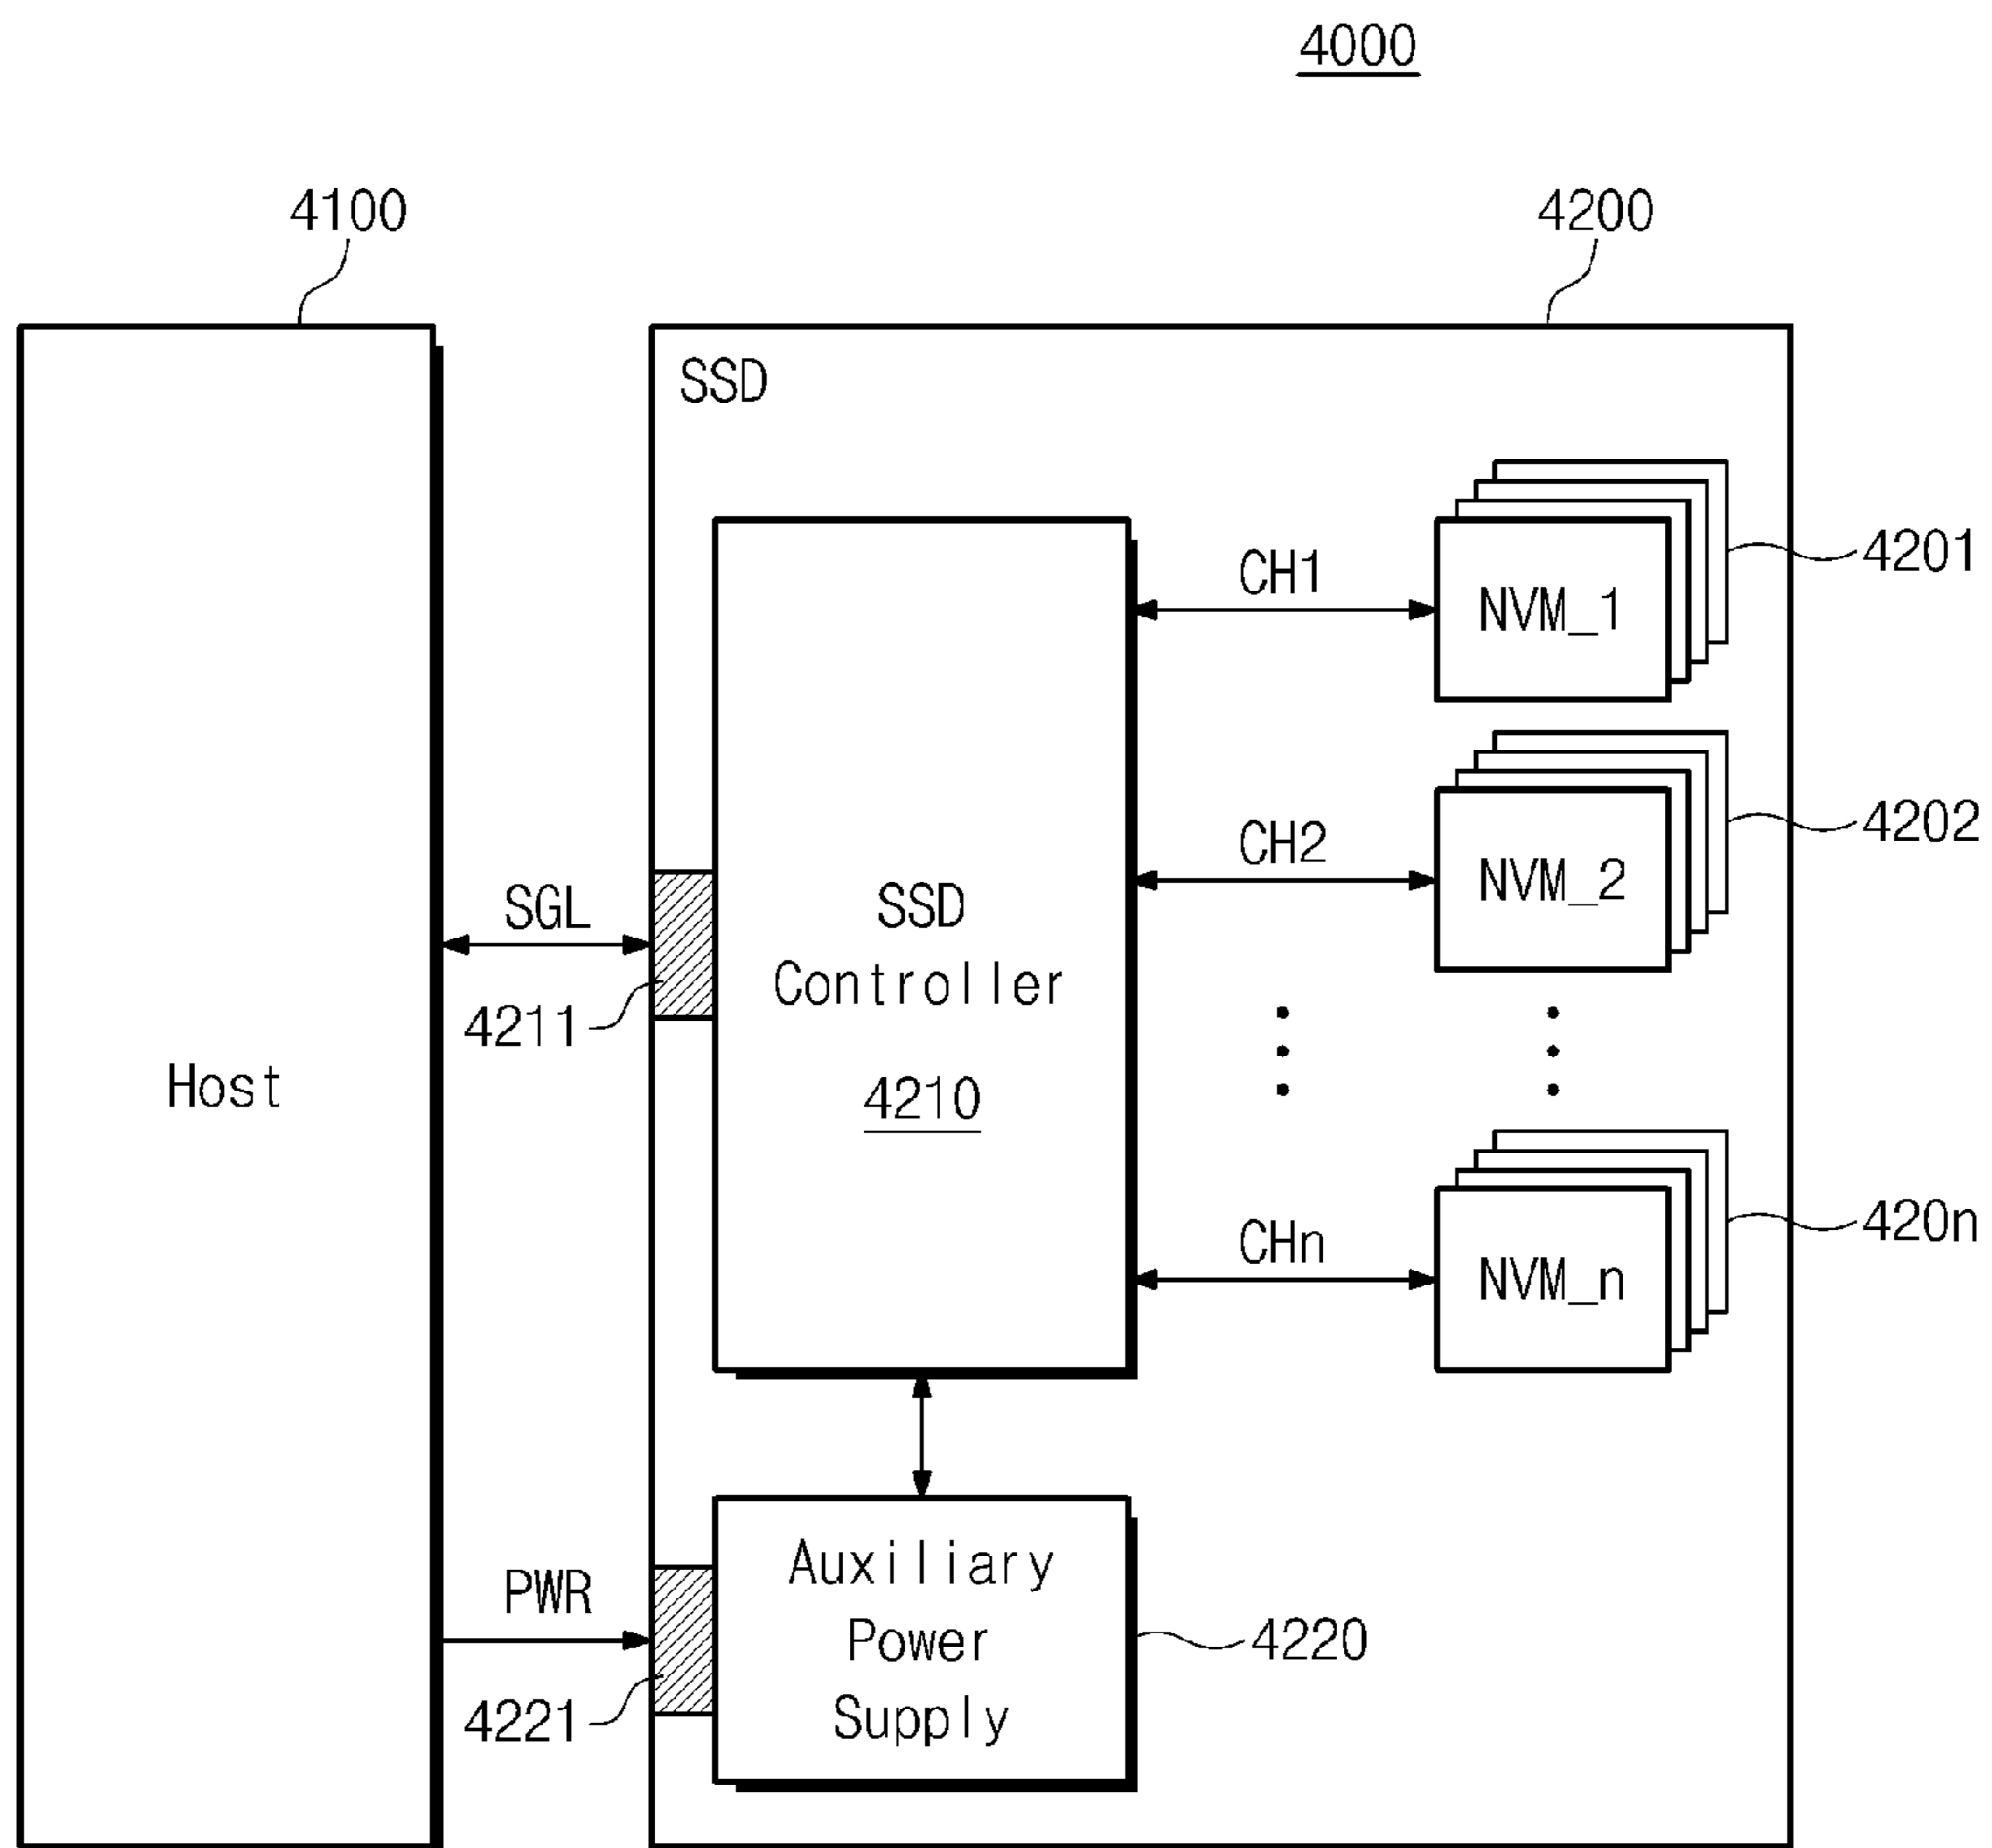 4000
4100
4200
SSD
4201
CH1
NVM_1
4202
CH2
NVM_2
SGL
SSD
Controller
4210
4211
Host
420n
CHn
NVM_n
PWR
Auxiliary
Power
Supply
4220
4221